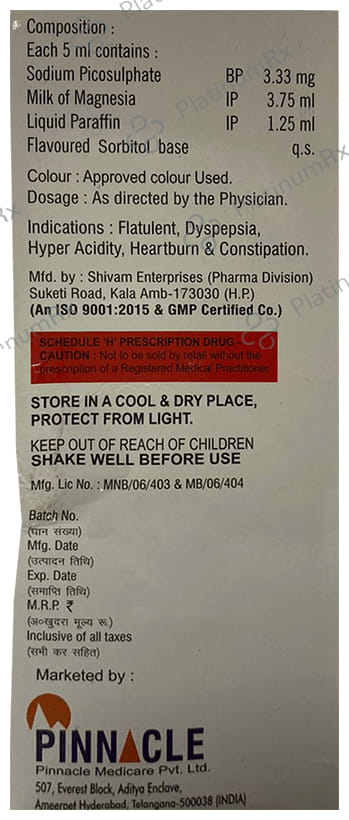 Composition :
Each 5 ml contains :
Sodium Picosulphate BP 3.33 mg
Milk of Magnesia IP 3.75 ml
Liquid Paraffin IP 1.25 ml
Flavoured Sorbitol base q.s.
Colour : Approved colour Used.
Dosage : As directed by the Physician.
Indications : Flatulent, Dyspepsia,
Hyper Acidity, Heartburn & Constipation.
Mfd. by : Shivam Enterprises (Pharma Division)
Suketi Road, Kala Amb-173030 (H.P.)
(An ISO 9001:2015 & GMP Certified Co.)
SCHEDULE 'H' PRESCRIPTION DRUG -
CAUTION : Not to be sold by retail without the
prescription of a Registered Medical Practitioner
STORE IN A COOL & DRY PLACE,
PROTECT FROM LIGHT.
KEEP OUT OF REACH OF CHILDREN
SHAKE WELL BEFORE USE
Mfg. Lic No. : MNB/06/403 & MB/06/404
Batch No.
(घान संख्या)
Mfg. Date
(उत्पादन तिथि)
Exp. Date
(समाप्ति तिथि)
M.R.P. ₹
(अ०खुदरा मूल्य रू.)
Inclusive of all taxes
(सभी कर सहित)
Marketed by :
PINNACLE
Pinnacle Medicare Pvt. Ltd.
507, Everest Block, Aditya Enclave,
Ameerpet Hyderabad, Telangana-500038 (INDIA)
PlatinumRx